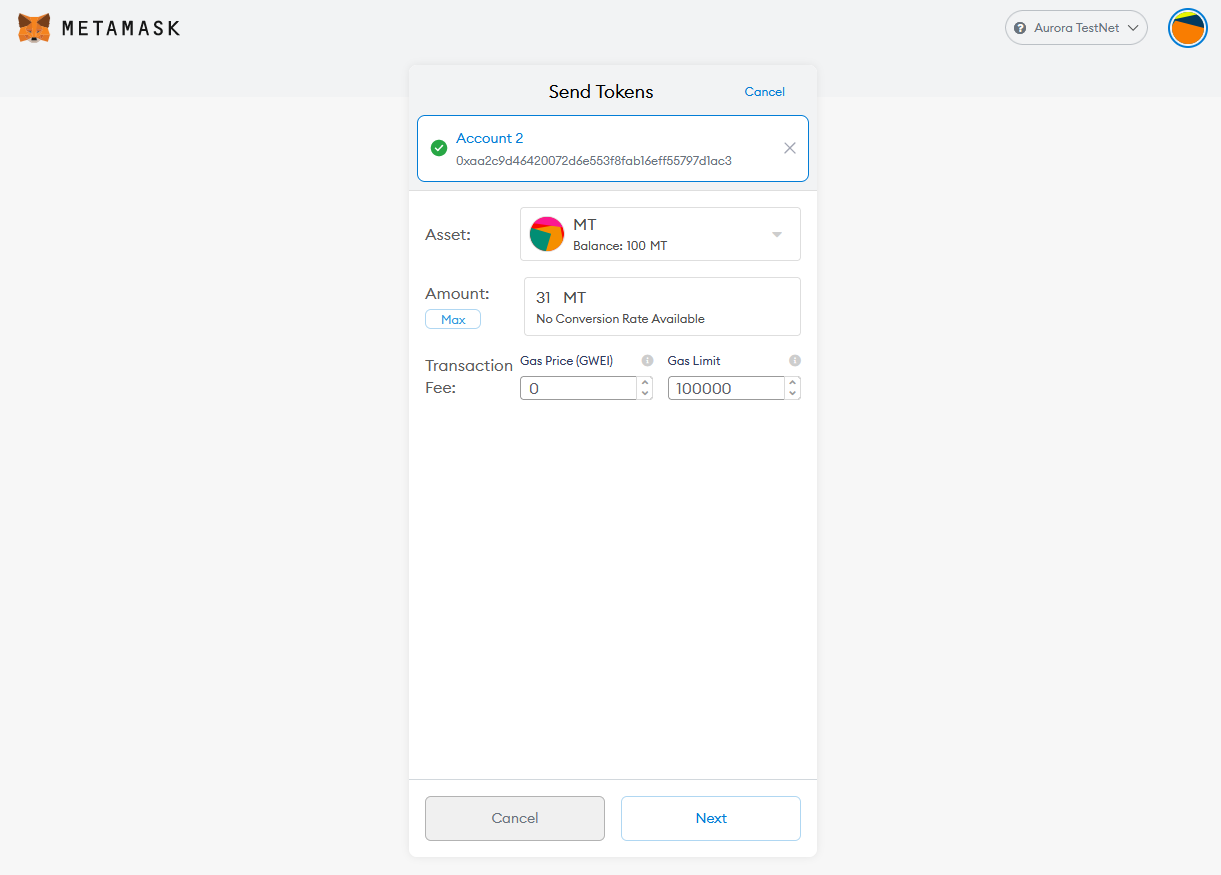 METAMASK
Aurora TestNet
Send Tokens
Cancel
Account 2
0xaa2c9d46420072d6e553f8fab16eff55797d1ac3
Asset:
MT
Balance: 100 MT
Amount:
Max
31 MT
No Conversion Rate Available
Transaction
Fee:
Gas Price (GWEI)
Gas Limit
0
100000
Cancel
Next